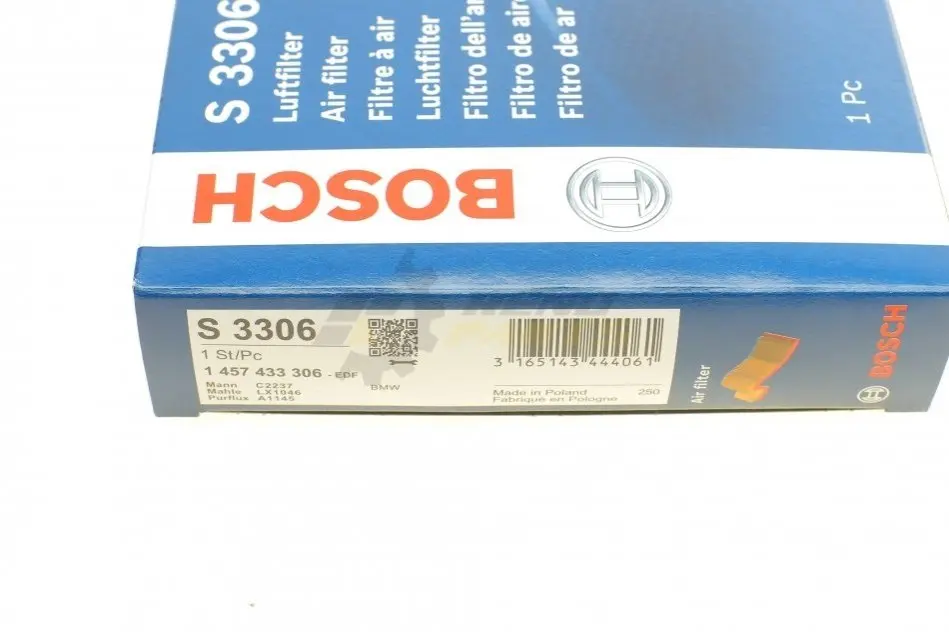 S 3306
Luftfilter
Air filter
Filtre à air
Luchtfilter
Filtro dell'ar
Filtro de aire
Filtro de ar
1 Pc
BOSCH
S 3306
1 St/Pc
1 457 433 306 - EDF
Mann C2237
Mahle LX1046
Purflux A1145
BMW
3 165143 444061
Made in Poland
Fabriqué en Pologne
250
Air filter
BOSCH